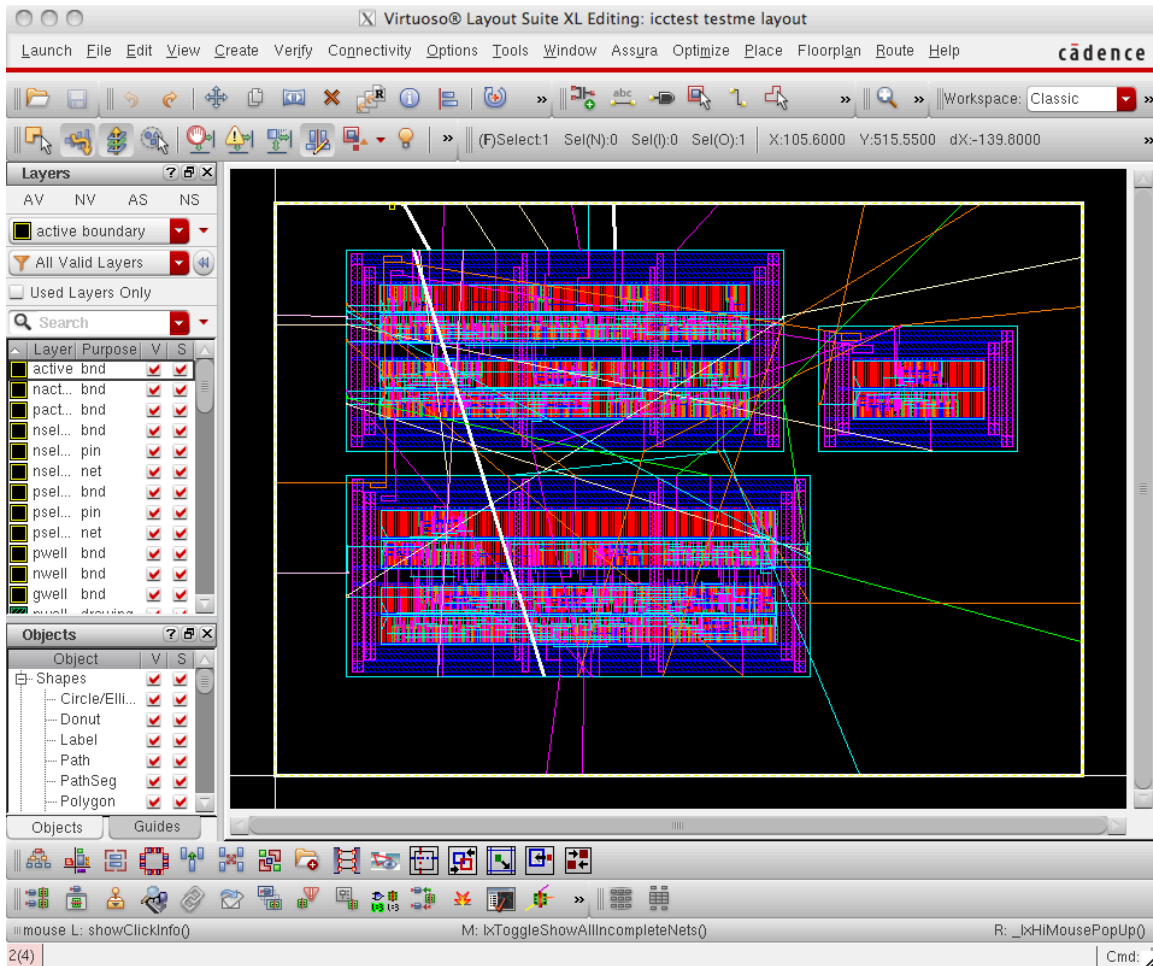 Virtuoso® Layout Suite XL Editing: icctest testme layout
Launch File Edit View Create Verify Connectivity Options Tools Window Assura Optimize Place Floorplan Route Help cādence
R abc » » » Workspace: Classic »
» (F)Select:1 Sel(N):0 Sel(I):0 Sel(O):1 X:105.6000 Y:515.5500 dX:-139.8000 »
Layers ?
AV NV AS NS
active boundary
All Valid Layers
Used Layers Only
Search
Layer Purpose V S
active bnd
nact... bnd
pact... bnd
nsel... bnd
nsel... pin
nsel... net
psel... bnd
psel... pin
psel... net
pwell bnd
nwell bnd
gwell bnd
nwell drawing
Objects ?
Object V S
Shapes
Circle/Elli...
Donut
Label
Path
PathSeg
Polygon
Objects Guides
»
mouse L: showClickInfo() M: lxToggleShowAllIncompleteNets() R: _lxHiMousePopUp()
2(4) Cmd: